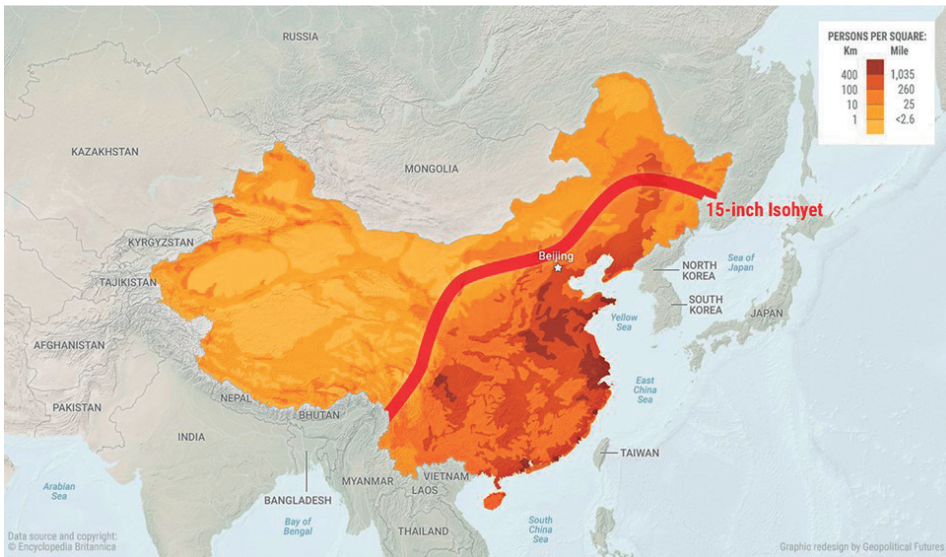 RUSSIA
PERSONS PER SQUARE:
Km Mile
400 1,035
100 260
10 25
1 <2.6
KAZAKHSTAN
MONGOLIA
15-inch Isohyet
KYRGYZSTAN
Beijing
NORTH
KOREA
Sea of
Japan
TAJIKISTAN
SOUTH
KOREA
JAPAN
Yellow
Sea
AFGHANISTAN
East
China
Sea
NEPAL
PAKISTAN
BHUTAN
INDIA
TAIWAN
Arabian
Sea
BANGLADESH
MYANMAR
VIETNAM
LAOS
Bay of
Bengal
THAILAND
South
China
Sea
Data source and copyright:
© Encyclopedia Britannica
Graphic redesign by Geopolitical Futures